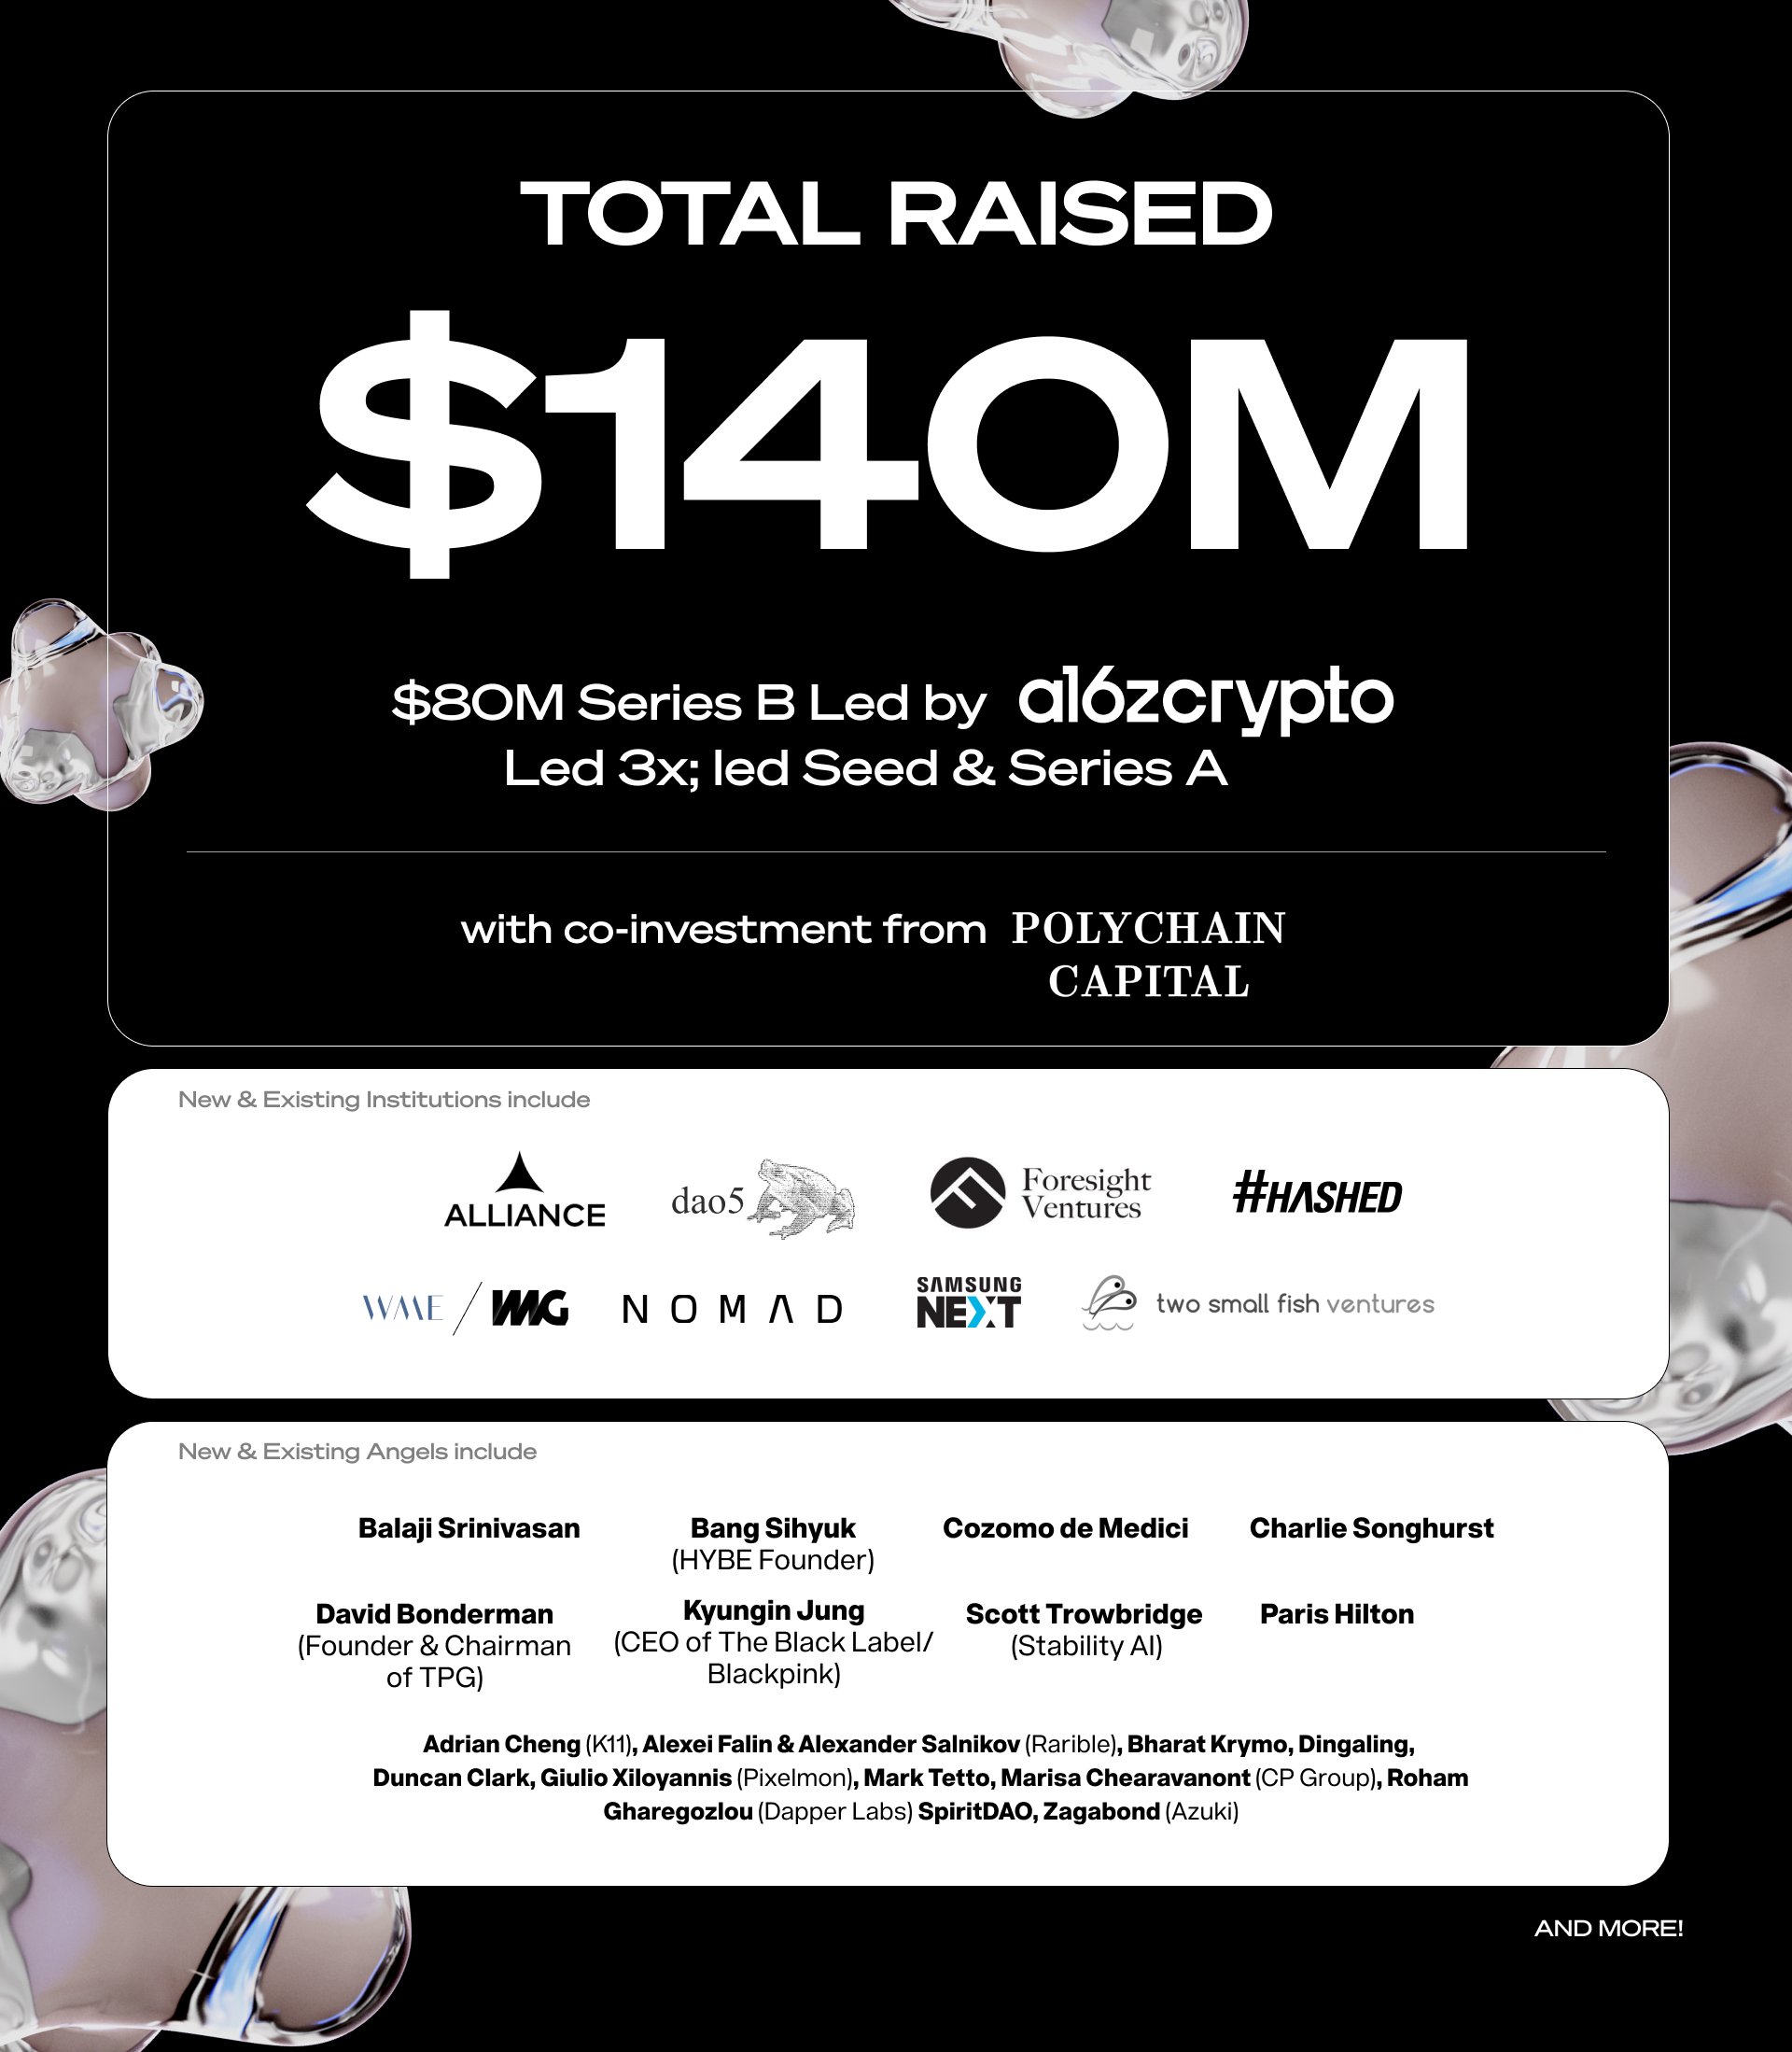 TOTAL RAISED
$140M
$80M Series B Led by a16zcrypto
Led 3x; led Seed & Series A
with co-investment from POLYCHAIN
CAPITAL
New & Existing Institutions include
ALLIANCE
dao5
Foresight
Ventures
#HASHED
WME / IMG
NOMAD
SAMSUNG
NEXT
two small fish ventures
New & Existing Angels include
Balaji Srinivasan
Bang Sihyuk
(HYBE Founder)
Cozomo de Medici
Charlie Songhurst
David Bonderman
(Founder & Chairman
of TPG)
Kyungin Jung
(CEO of The Black Label/
Blackpink)
Scott Trowbridge
(Stability AI)
Paris Hilton
Adrian Cheng (K11), Alexei Falin & Alexander Salnikov (Rarible), Bharat Krymo, Dingaling,
Duncan Clark, Giulio Xiloyannis (Pixelmon), Mark Tetto, Marisa Chearavanont (CP Group), Roham
Gharegozlou (Dapper Labs) SpiritDAO, Zagabond (Azuki)
AND MORE!